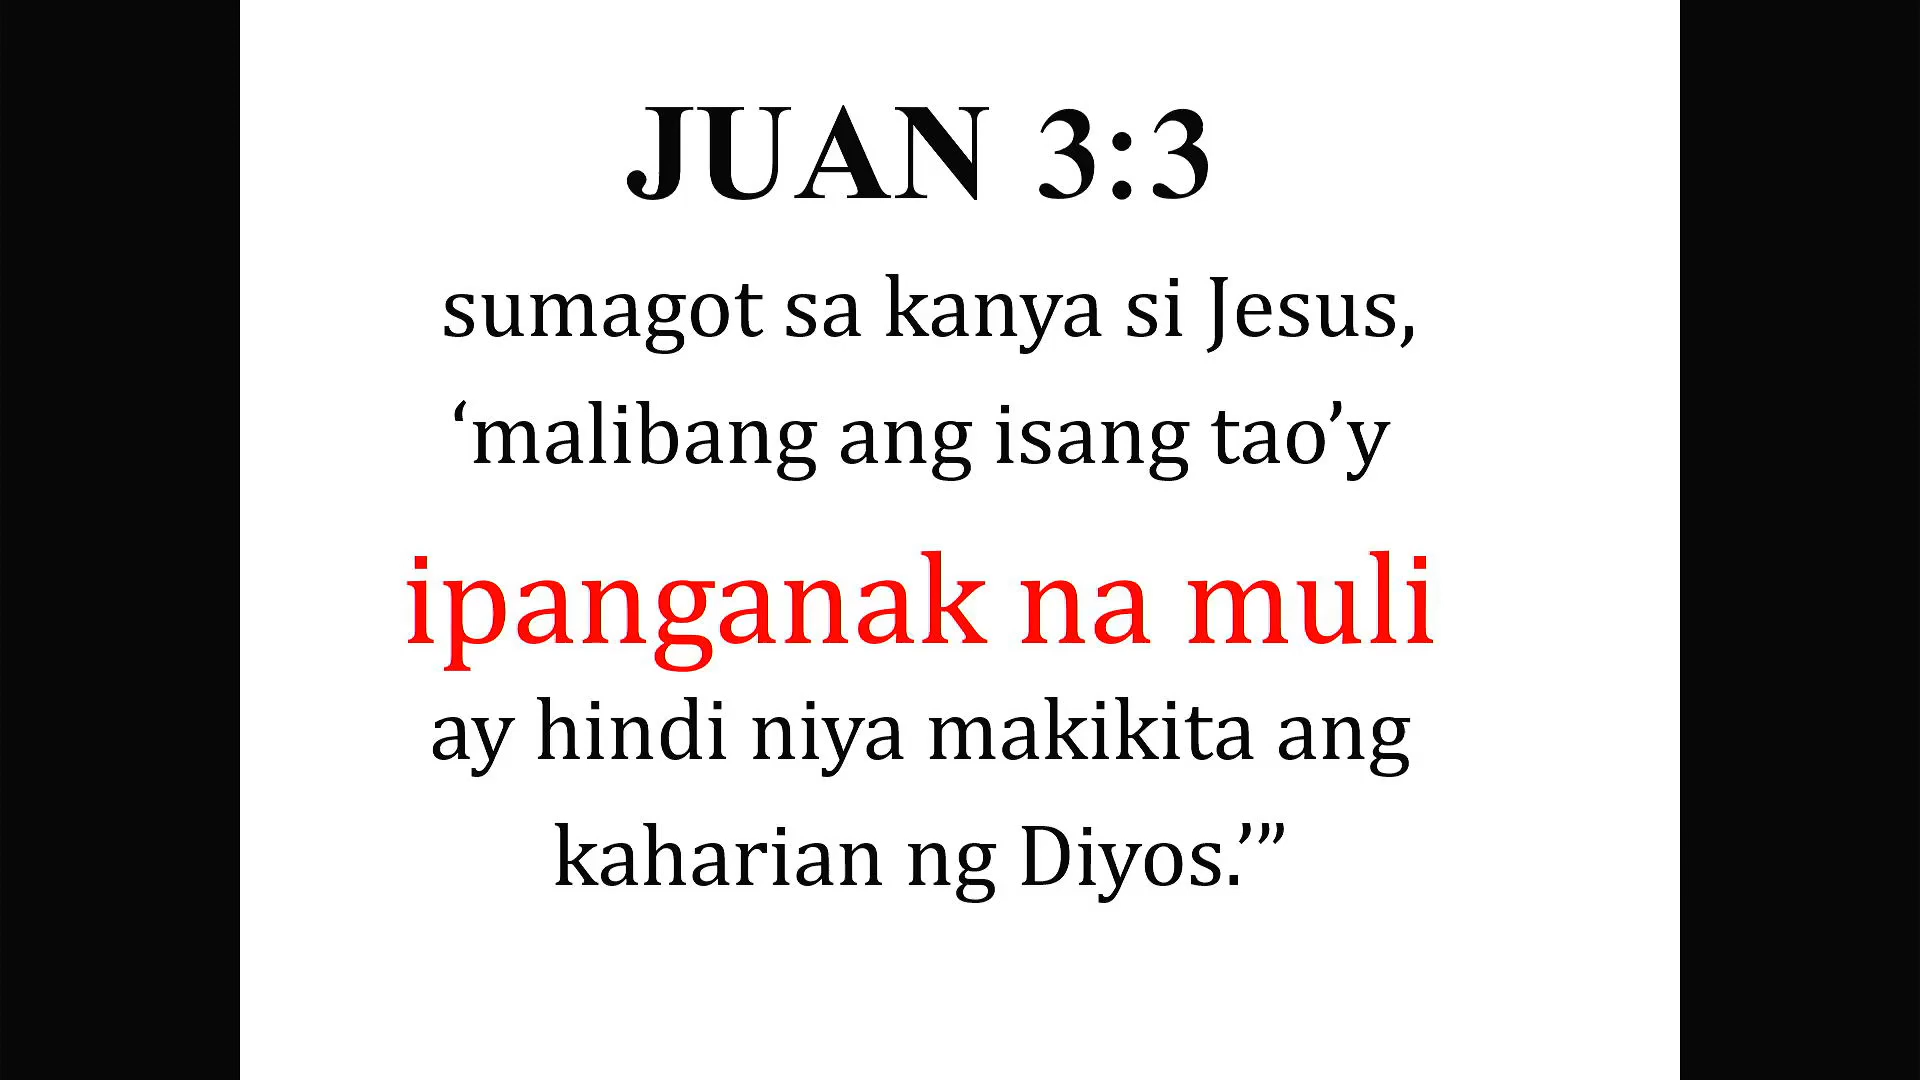 JUAN 3:3
sumagot sa kanya si Jesus,
‘malibang ang isang tao’y
ipanganak na muli
ay hindi niya makikita ang
kaharian ng Diyos.’”